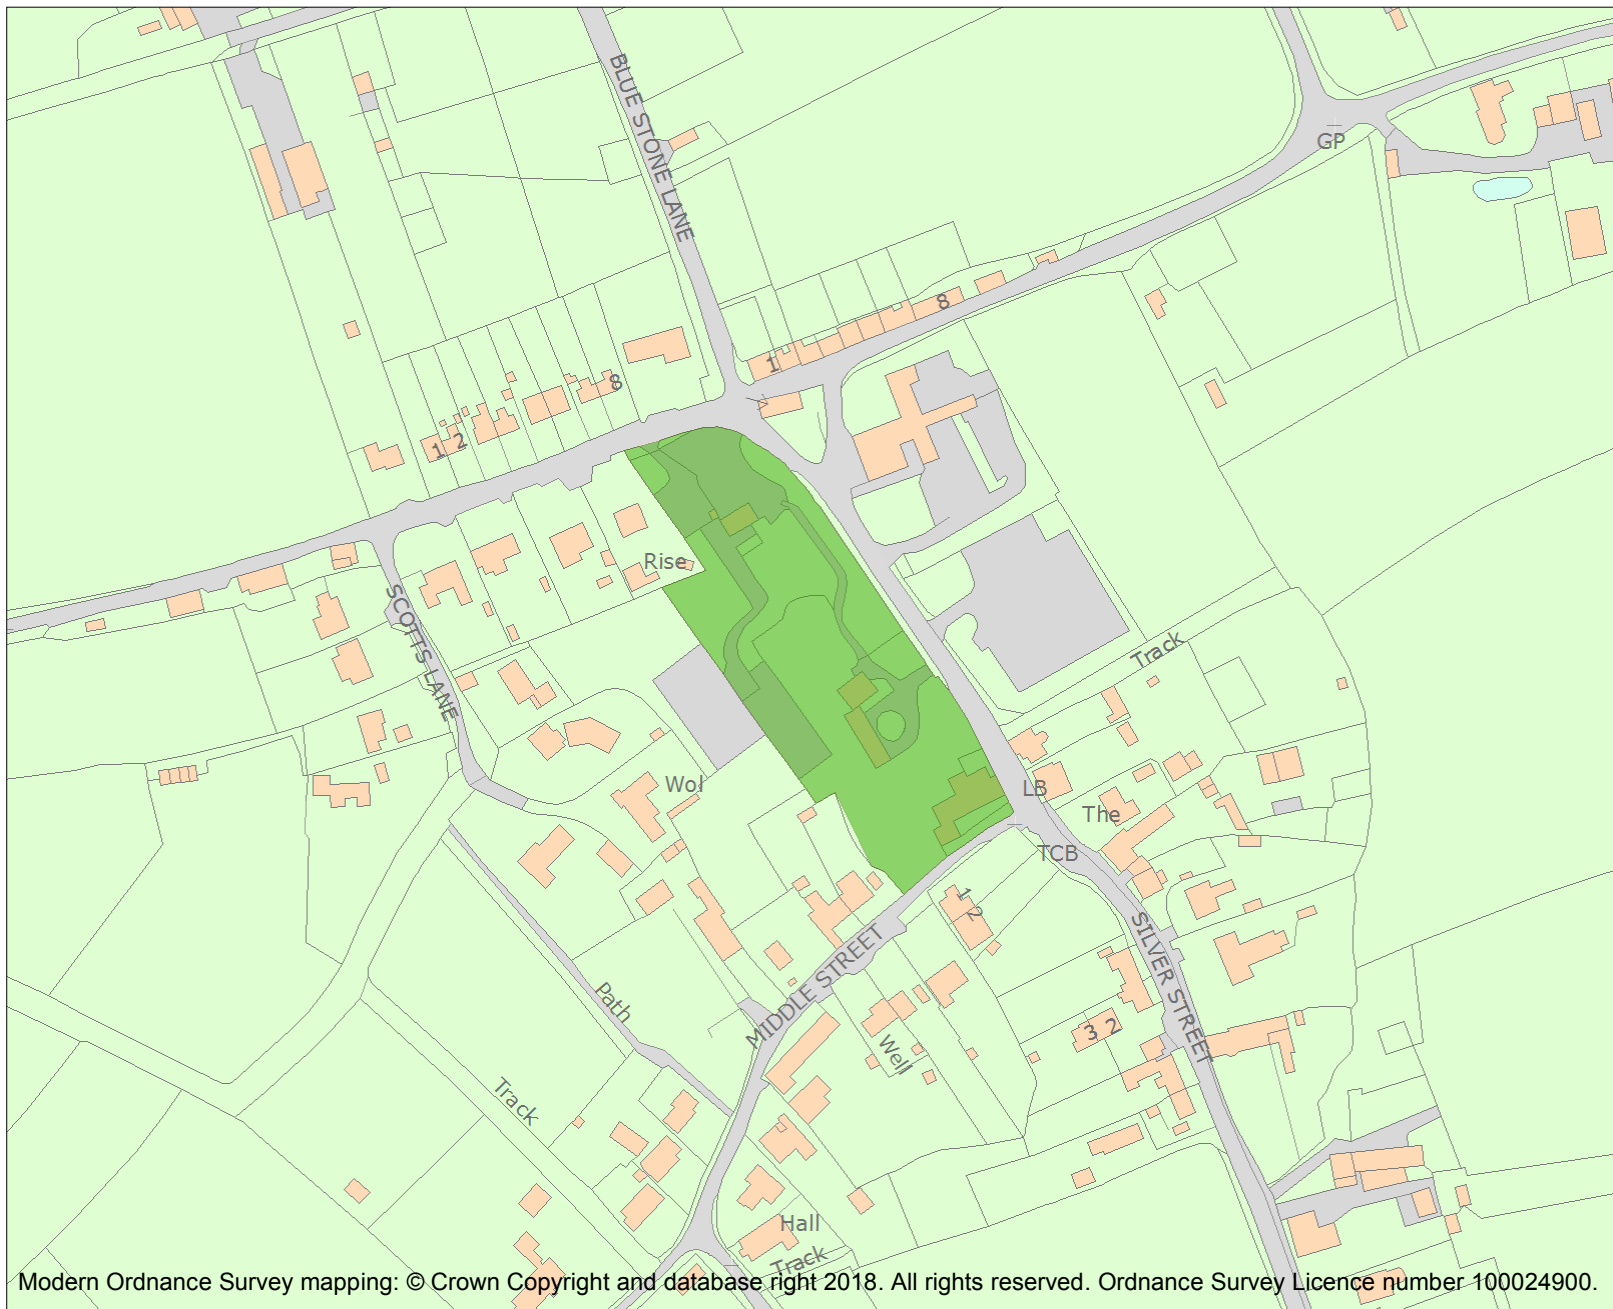 BLUE STONE LANE
GP
8
1
8
1 2
Rise
SCOTTS LANE
Track
Wol
LB
The
TCB
1 2
SILVER STREET
MIDDLE STREET
Path
3 2
Well
Track
Hall
Track
Modern Ordnance Survey mapping: © Crown Copyright and database right 2018. All rights reserved. Ordnance Survey Licence number 100024900.